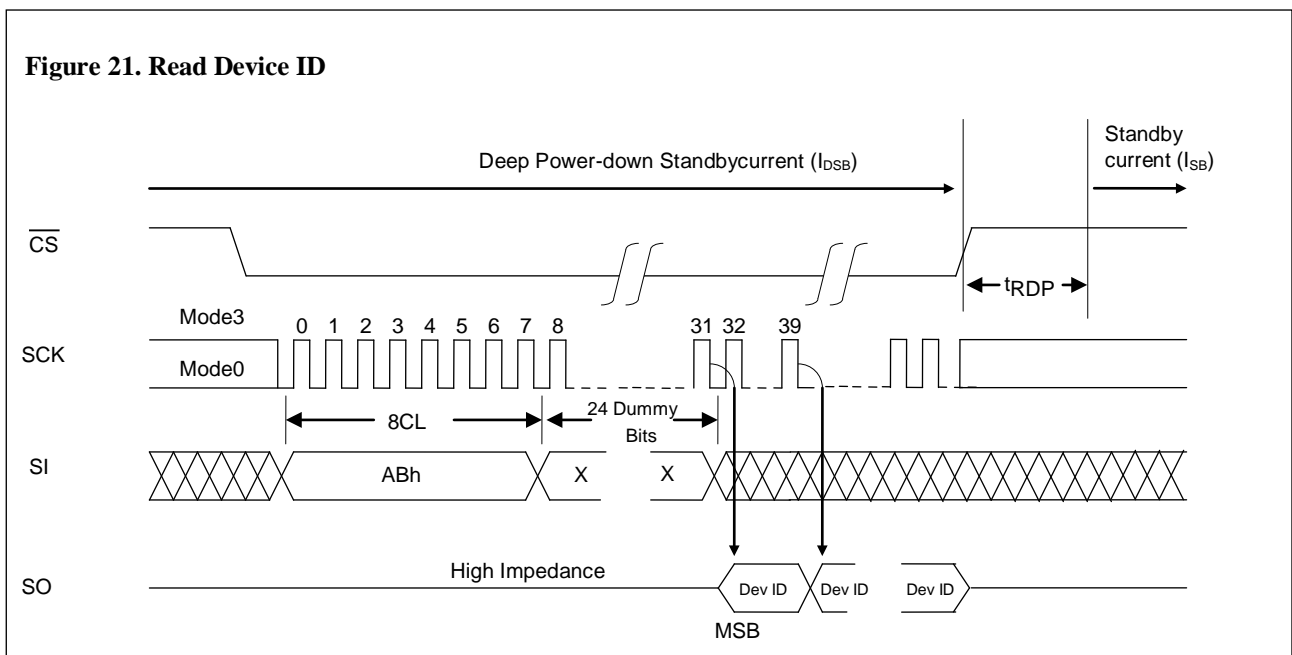 Figure 21. Read Device ID
Deep Power-down Standbycurrent (IDSB)
Standby
current (ISB)
CS
tRDP
Mode3
0 1 2 3 4 5 6 7 8 31 32 39
SCK
Mode0
8CL
24 Dummy
Bits
SI
ABh
X
X
High Impedance
SO
Dev ID
Dev ID
Dev ID
MSB